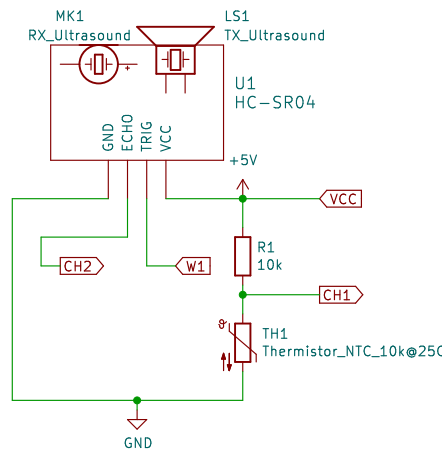 MK1
RX_Ultrasound
LS1
TX_Ultrasound
U1
HC-SR04
GND
ECHO
TRIG
VCC
+5V
VCC
R1
10k
CH2
W1
CH1
θ
TH1
Thermistor_NTC_10k@25C
GND